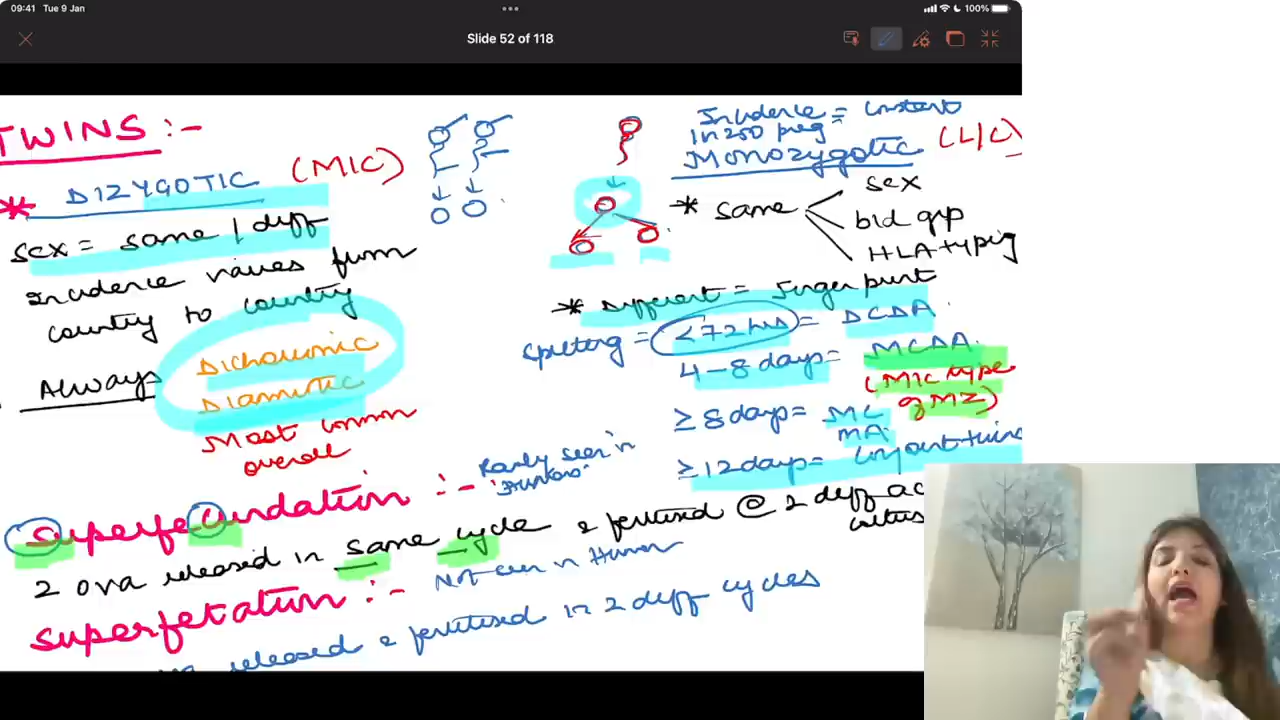 09:41 Tue 9 Jan
100%
Slide 52 of 118
TWINS :-
* DIZYGOTIC (MIC)
sex = same / diff
Incidence varies from
country to country
Always Dichorionic
Diamniotic
Most common
overall
Incidence = constant
1 in 250 preg
Monozygotic (L/C)
* same
sex
bld grp
HLA typing
* Different = finger print
Splitting = <72 hrs = DCDA
4-8 days = MCDA
(MIC type
of MZ)
≥ 8 days = MC
MA
≥ 12 days = conjoint twins
Superfecundation :- Rarely seen in
2 ova released in same cycle & fertilised @ 2 diff
Superfetation :- Not seen in Human
released & fertilised in 2 diff cycles